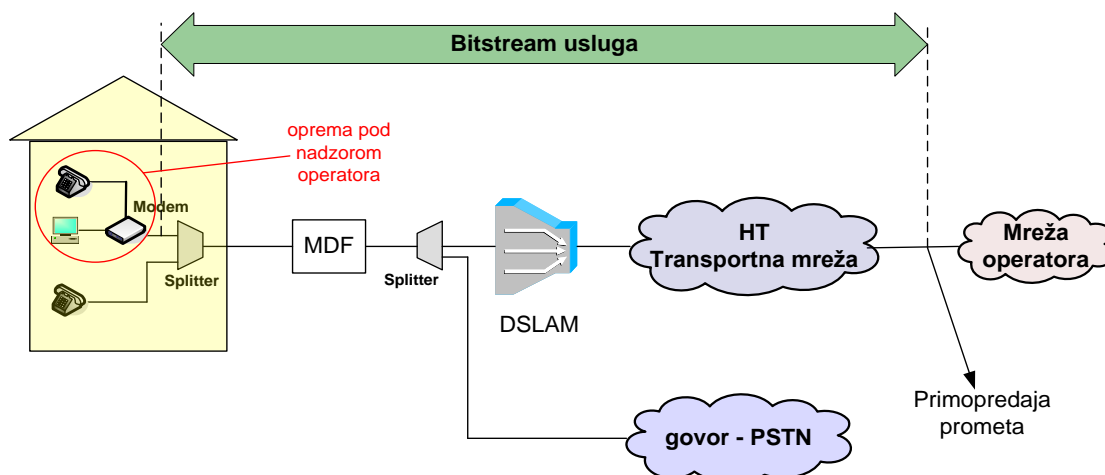 Bitstream usluga
oprema pod
nadzorom
operatora
Modem
Splitter
MDF
Splitter
DSLAM
HT
Transportna mreža
Mreža
operatora
Primopredaja
prometa
govor - PSTN